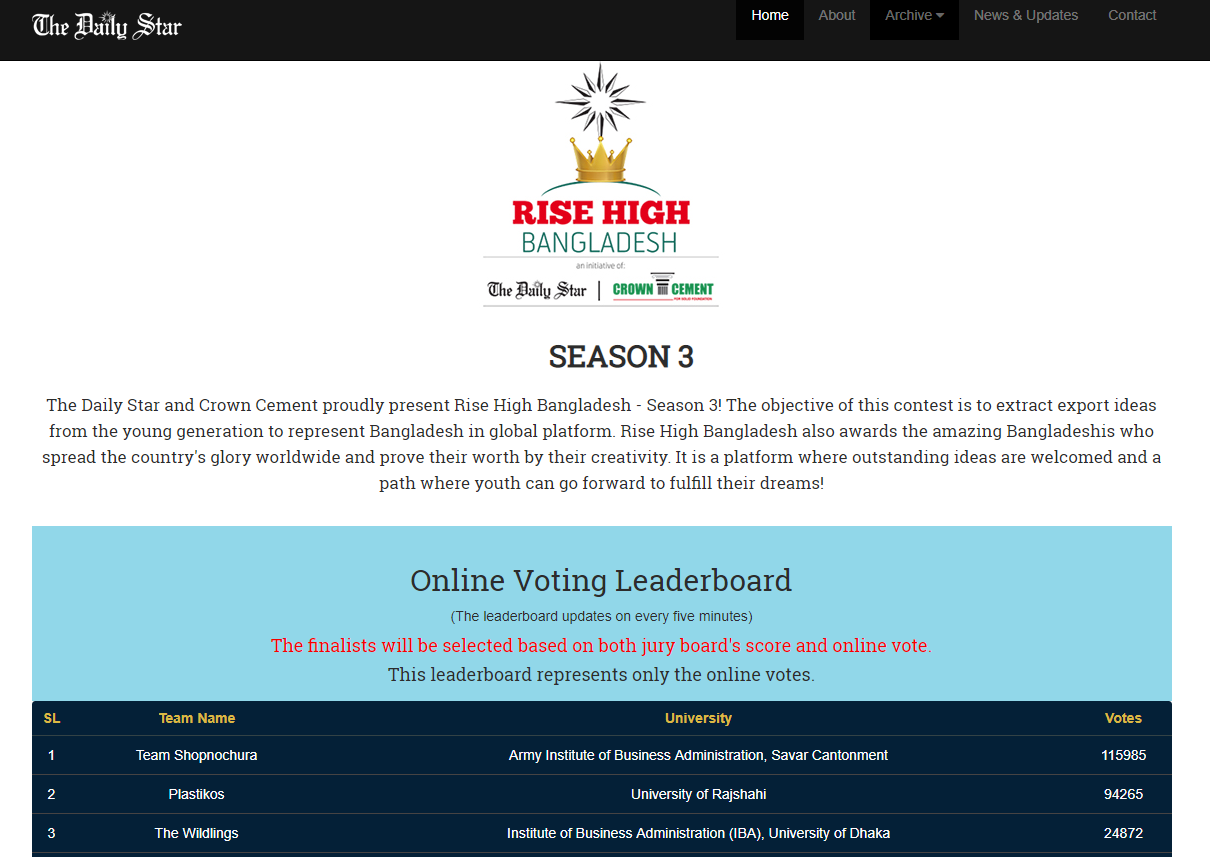 The Daily Star
Home About Archive News & Updates Contact
RISE HIGH
BANGLADESH
an initiative of:
The Daily Star | CROWN CEMENT
FOR SOLID FOUNDATION
SEASON 3
The Daily Star and Crown Cement proudly present Rise High Bangladesh - Season 3! The objective of this contest is to extract export ideas
from the young generation to represent Bangladesh in global platform. Rise High Bangladesh also awards the amazing Bangladeshis who
spread the country's glory worldwide and prove their worth by their creativity. It is a platform where outstanding ideas are welcomed and a
path where youth can go forward to fulfill their dreams!
Online Voting Leaderboard
(The leaderboard updates on every five minutes)
The finalists will be selected based on both jury board's score and online vote.
This leaderboard represents only the online votes.
SL Team Name University Votes
1 Team Shopnochura Army Institute of Business Administration, Savar Cantonment 115985
2 Plastikos University of Rajshahi 94265
3 The Wildlings Institute of Business Administration (IBA), University of Dhaka 24872